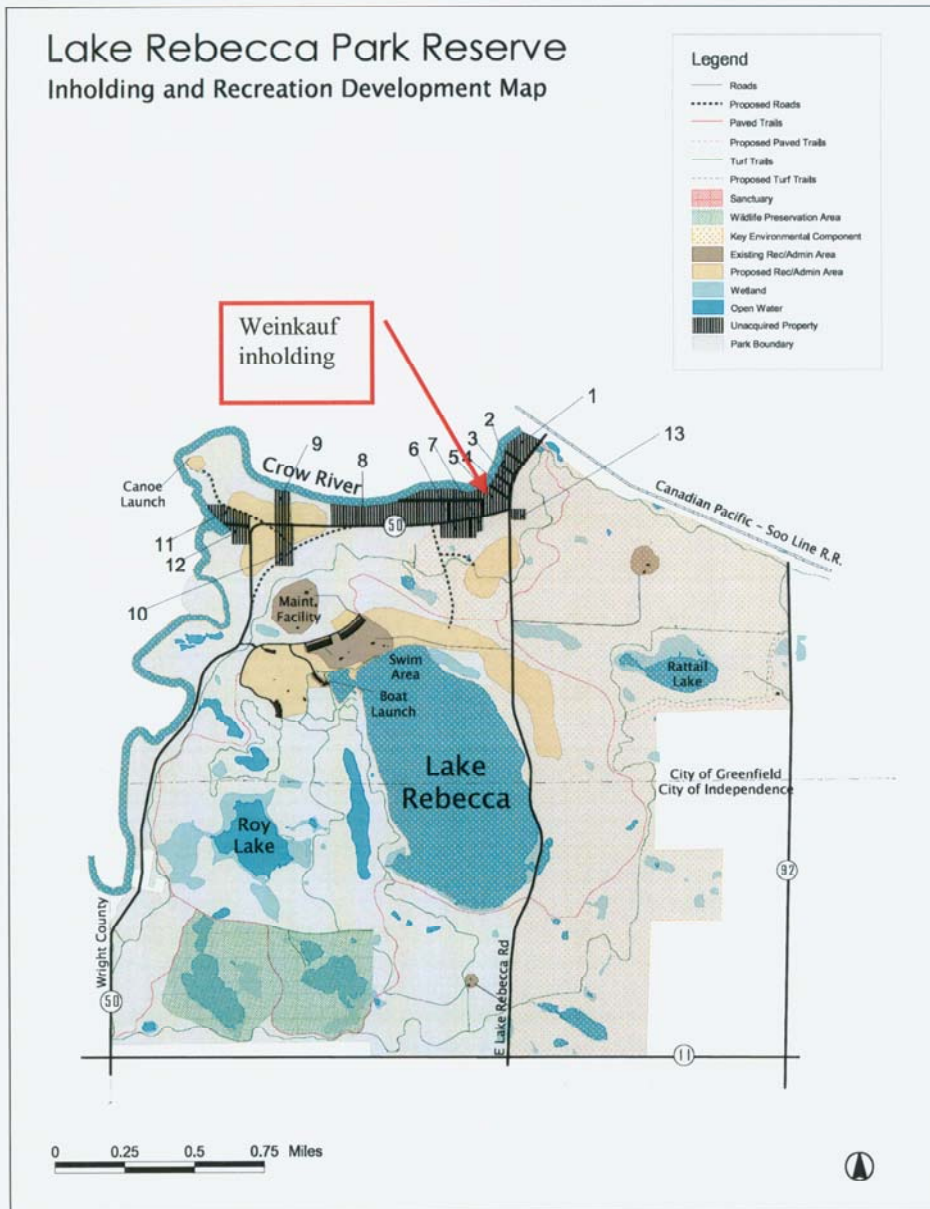 Lake Rebecca Park Reserve
Inholding and Recreation Development Map
Legend
Roads
Proposed Roads
Paved Trails
Proposed Paved Trails
Turf Trails
Proposed Turf Trails
Sanctuary
Wildlife Preservation Area
Key Environmental Component
Existing Rec/Admin Area
Proposed Rec/Admin Area
Wetland
Open Water
Unacquired Property
Park Boundary
Weinkauf
inholding
1
2
3
54
7
6
8
9
13
Crow River
Canoe
Launch
50
11
12
10
Canadian Pacific - Soo Line R.R.
Maint.
Facility
Swim
Area
Boat
Launch
Rattail
Lake
Lake
Rebecca
City of Greenfield
City of Independence
Roy
Lake
92
Wright County
50
E Lake Rebecca Rd
11
0 0.25 0.5 0.75 Miles